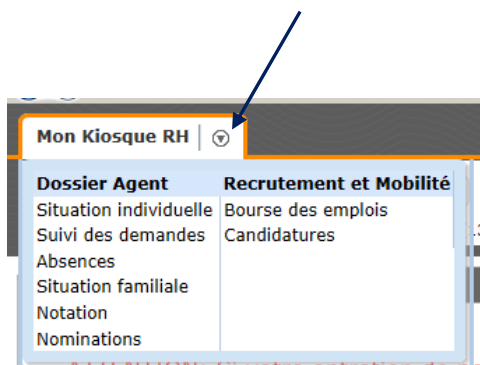 Mon Kiosque RH
Dossier Agent
Situation individuelle
Suivi des demandes
Absences
Situation familiale
Notation
Nominations
Recrutement et Mobilité
Bourse des emplois
Candidatures